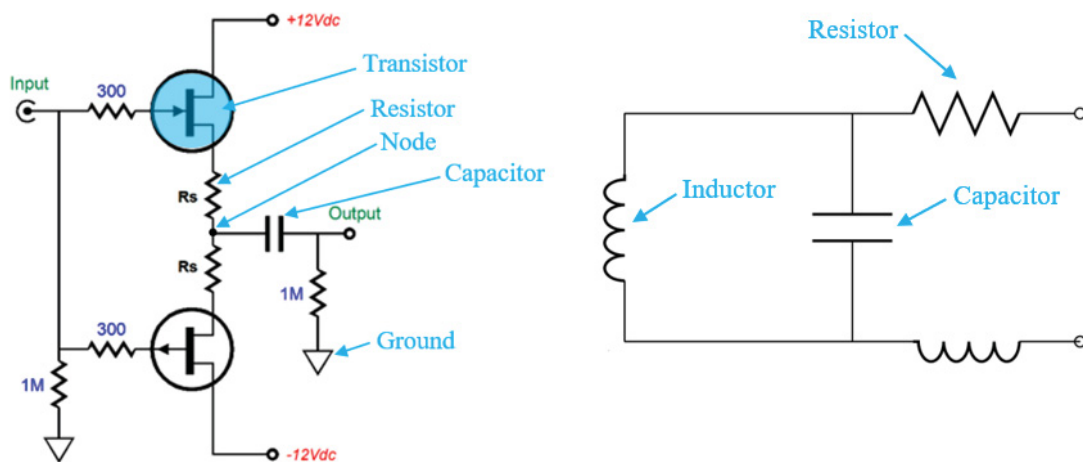 +12Vdc
Input
300
Transistor
Resistor
Node
Capacitor
Rs
Output
Rs
1M
300
Ground
1M
-12Vdc
Resistor
Inductor
Capacitor